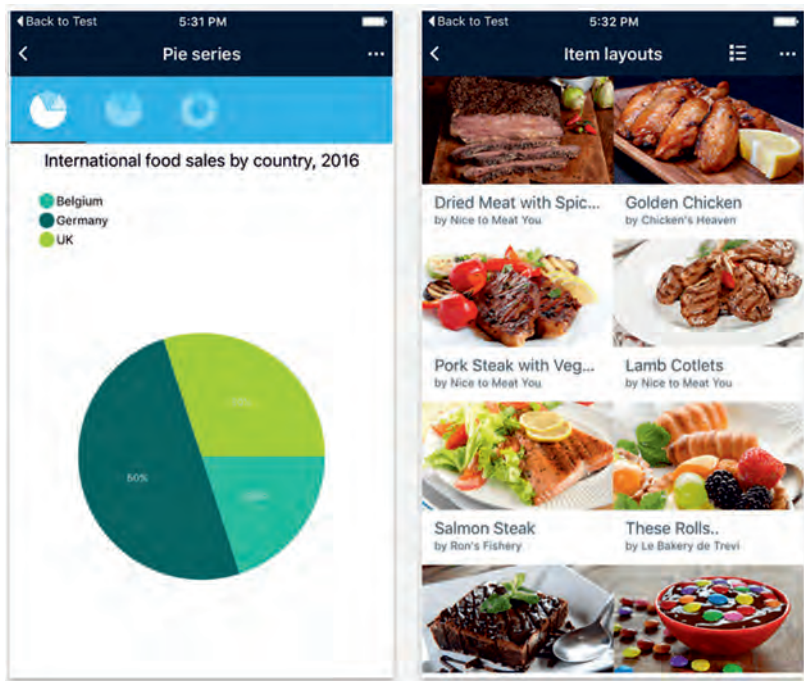 Back to Test
5:31 PM
Pie series
International food sales by country, 2016
Belgium
Germany
UK
50%
Back to Test
5:32 PM
Item layouts
Dried Meat with Spic...
by Nice to Meat You
Golden Chicken
by Chicken's Heaven
Pork Steak with Veg...
by Nice to Meat You
Lamb Cotlets
by Nice to Meat You
Salmon Steak
by Ron's Fishery
These Rolls..
by Le Bakery de Trevi